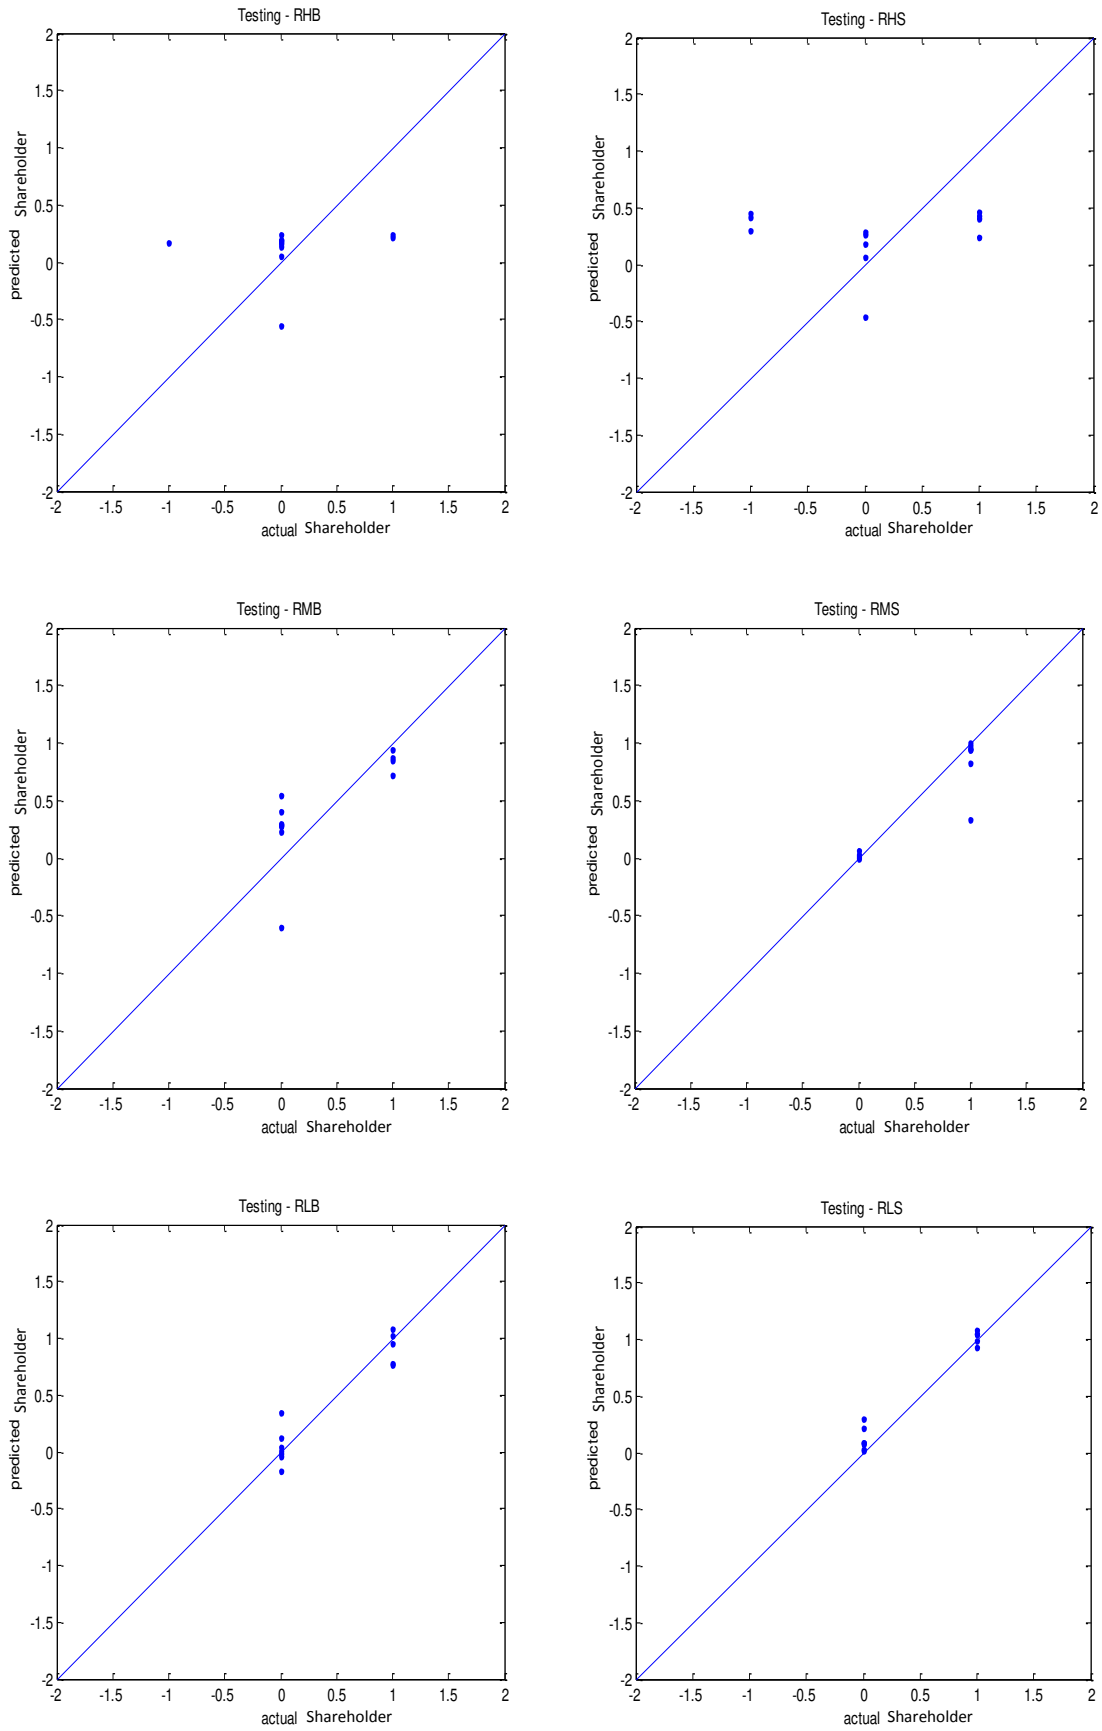 Testing - RHB
2
1.5
1
0.5
0
-0.5
-1
-1.5
-2
predicted Shareholder
-2 -1.5 -1 -0.5 0 0.5 1 1.5 2
actual Shareholder
Testing - RHS
2
1.5
1
0.5
0
-0.5
-1
-1.5
-2
predicted Shareholder
-2 -1.5 -1 -0.5 0 0.5 1 1.5 2
actual Shareholder
Testing - RMB
2
1.5
1
0.5
0
-0.5
-1
-1.5
-2
predicted Shareholder
-2 -1.5 -1 -0.5 0 0.5 1 1.5 2
actual Shareholder
Testing - RMS
2
1.5
1
0.5
0
-0.5
-1
-1.5
-2
predicted Shareholder
-2 -1.5 -1 -0.5 0 0.5 1 1.5 2
actual Shareholder
Testing - RLB
2
1.5
1
0.5
0
-0.5
-1
-1.5
-2
predicted Shareholder
-2 -1.5 -1 -0.5 0 0.5 1 1.5 2
actual Shareholder
Testing - RLS
2
1.5
1
0.5
0
-0.5
-1
-1.5
-2
predicted Shareholder
-2 -1.5 -1 -0.5 0 0.5 1 1.5 2
actual Shareholder